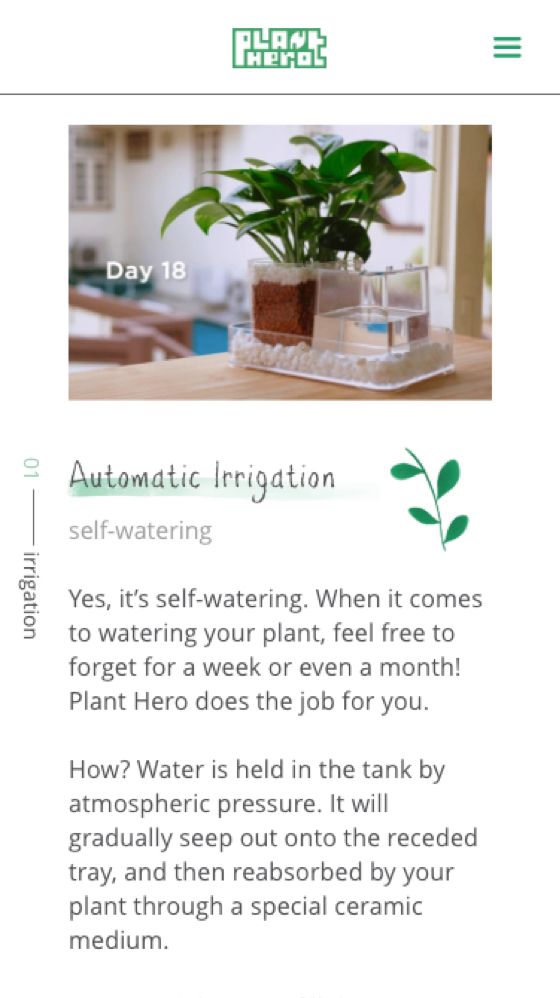 PLANT
HERO
Day 18
01
irrigation
Automatic Irrigation
self-watering
Yes, it’s self-watering. When it comes
to watering your plant, feel free to
forget for a week or even a month!
Plant Hero does the job for you.
How? Water is held in the tank by
atmospheric pressure. It will
gradually seep out onto the receded
tray, and then reabsorbed by your
plant through a special ceramic
medium.